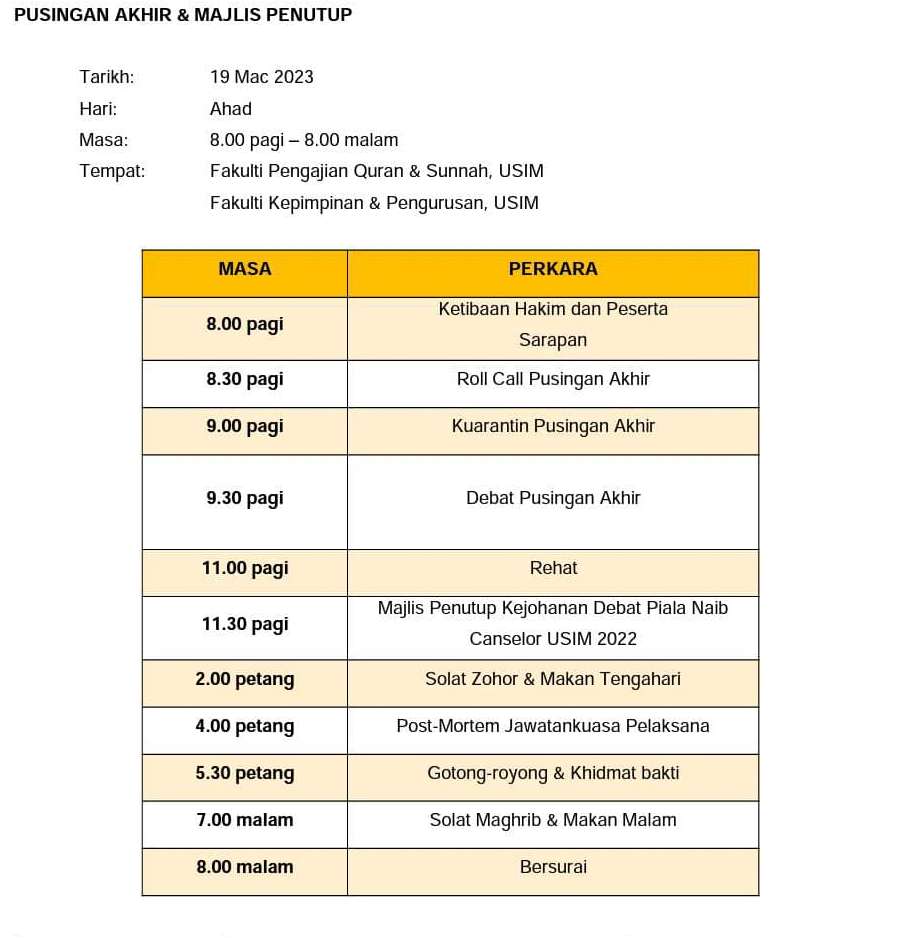 PUSINGAN AKHIR & MAJLIS PENUTUP
Tarikh: 19 Mac 2023
Hari: Ahad
Masa: 8.00 pagi – 8.00 malam
Tempat: Fakulti Pengajian Quran & Sunnah, USIM
Fakulti Kepimpinan & Pengurusan, USIM
MASA PERKARA
8.00 pagi Ketibaan Hakim dan Peserta
Sarapan
8.30 pagi Roll Call Pusingan Akhir
9.00 pagi Kuarantin Pusingan Akhir
9.30 pagi Debat Pusingan Akhir
11.00 pagi Rehat
11.30 pagi Majlis Penutup Kejohanan Debat Piala Naib
Canselor USIM 2022
2.00 petang Solat Zohor & Makan Tengahari
4.00 petang Post-Mortem Jawatankuasa Pelaksana
5.30 petang Gotong-royong & Khidmat bakti
7.00 malam Solat Maghrib & Makan Malam
8.00 malam Bersurai